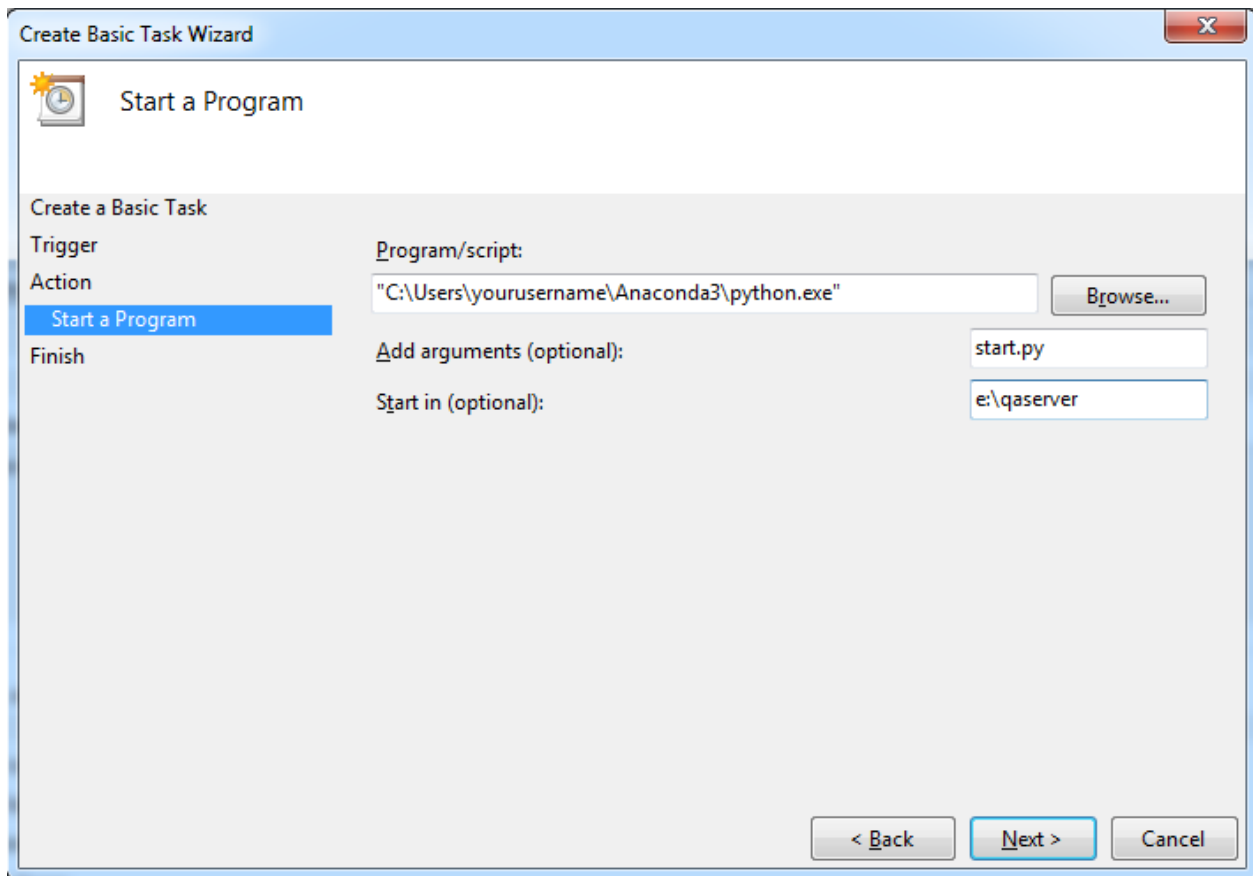 Create Basic Task Wizard
Start a Program
Create a Basic Task
Trigger
Action
Start a Program
Finish
Program/script:
"C:\Users\yourusername\Anaconda3\python.exe"
Browse...
Add arguments (optional):
start.py
Start in (optional):
e:\qaserver
< Back
Next >
Cancel